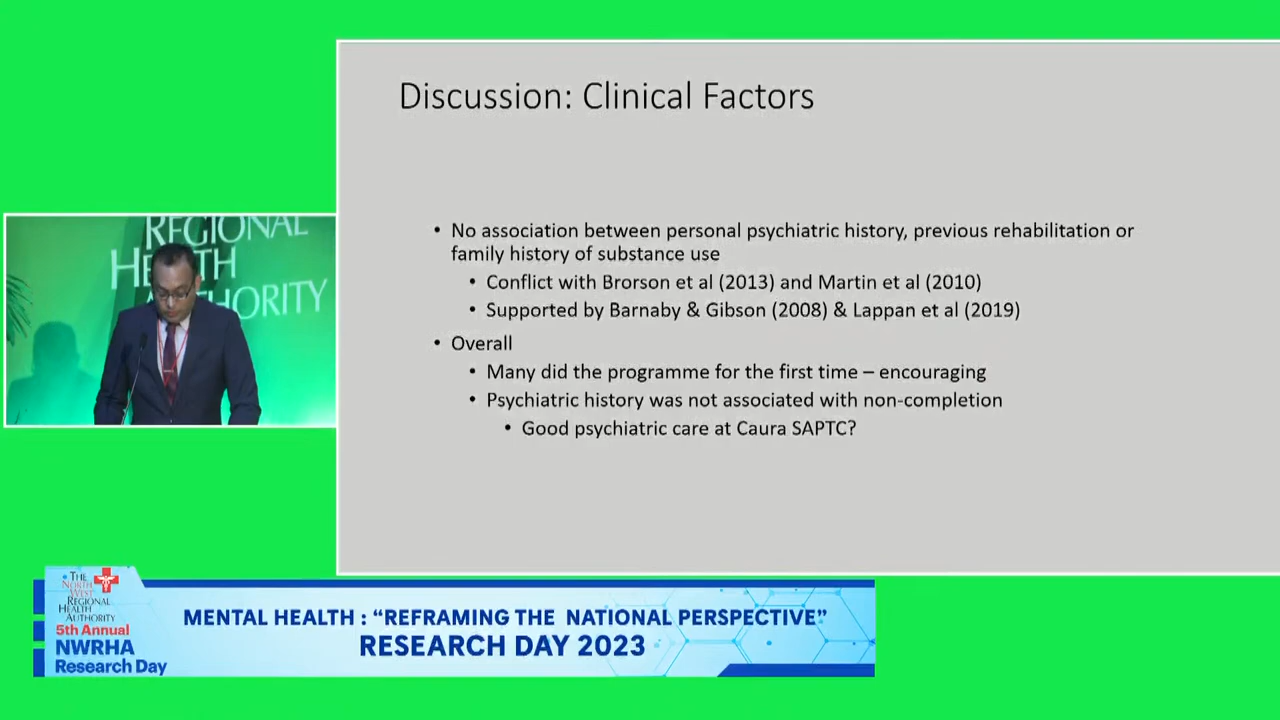 Discussion: Clinical Factors
• No association between personal psychiatric history, previous rehabilitation or
family history of substance use
• Conflict with Brorson et al (2013) and Martin et al (2010)
• Supported by Barnaby & Gibson (2008) & Lappan et al (2019)
• Overall
• Many did the programme for the first time – encouraging
• Psychiatric history was not associated with non-completion
• Good psychiatric care at Caura SAPTC?
REGIONAL
HEALTH
AUTHORITY
THE
NORTH
WEST
REGIONAL
HEALTH
AUTHORITY
5th Annual
NWRHA
Research Day
MENTAL HEALTH : “REFRAMING THE NATIONAL PERSPECTIVE”
RESEARCH DAY 2023